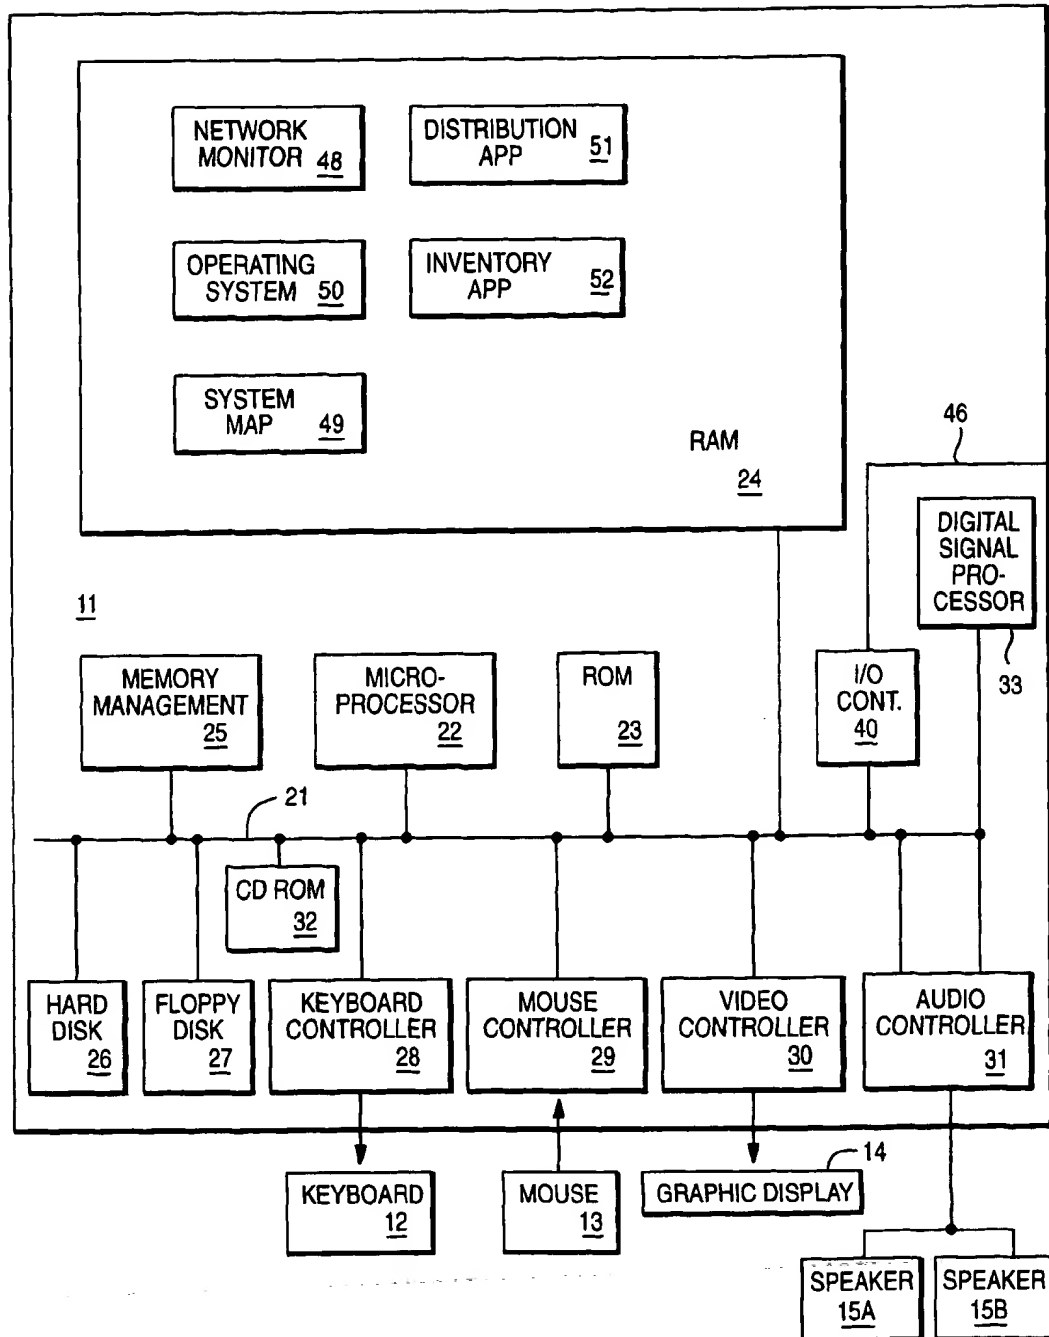 NETWORK
MONITOR 48
DISTRIBUTION
APP 51
OPERATING
SYSTEM 50
INVENTORY
APP 52
SYSTEM
MAP 49
RAM
24
46
DIGITAL
SIGNAL
PRO-
CESSOR
33
11
MEMORY
MANAGEMENT
25
MICRO-
PROCESSOR
22
ROM
23
I/O
CONT.
40
21
CD ROM
32
HARD
DISK
26
FLOPPY
DISK
27
KEYBOARD
CONTROLLER
28
MOUSE
CONTROLLER
29
VIDEO
CONTROLLER
30
AUDIO
CONTROLLER
31
KEYBOARD
12
MOUSE
13
14
GRAPHIC DISPLAY
SPEAKER
15A
SPEAKER
15B